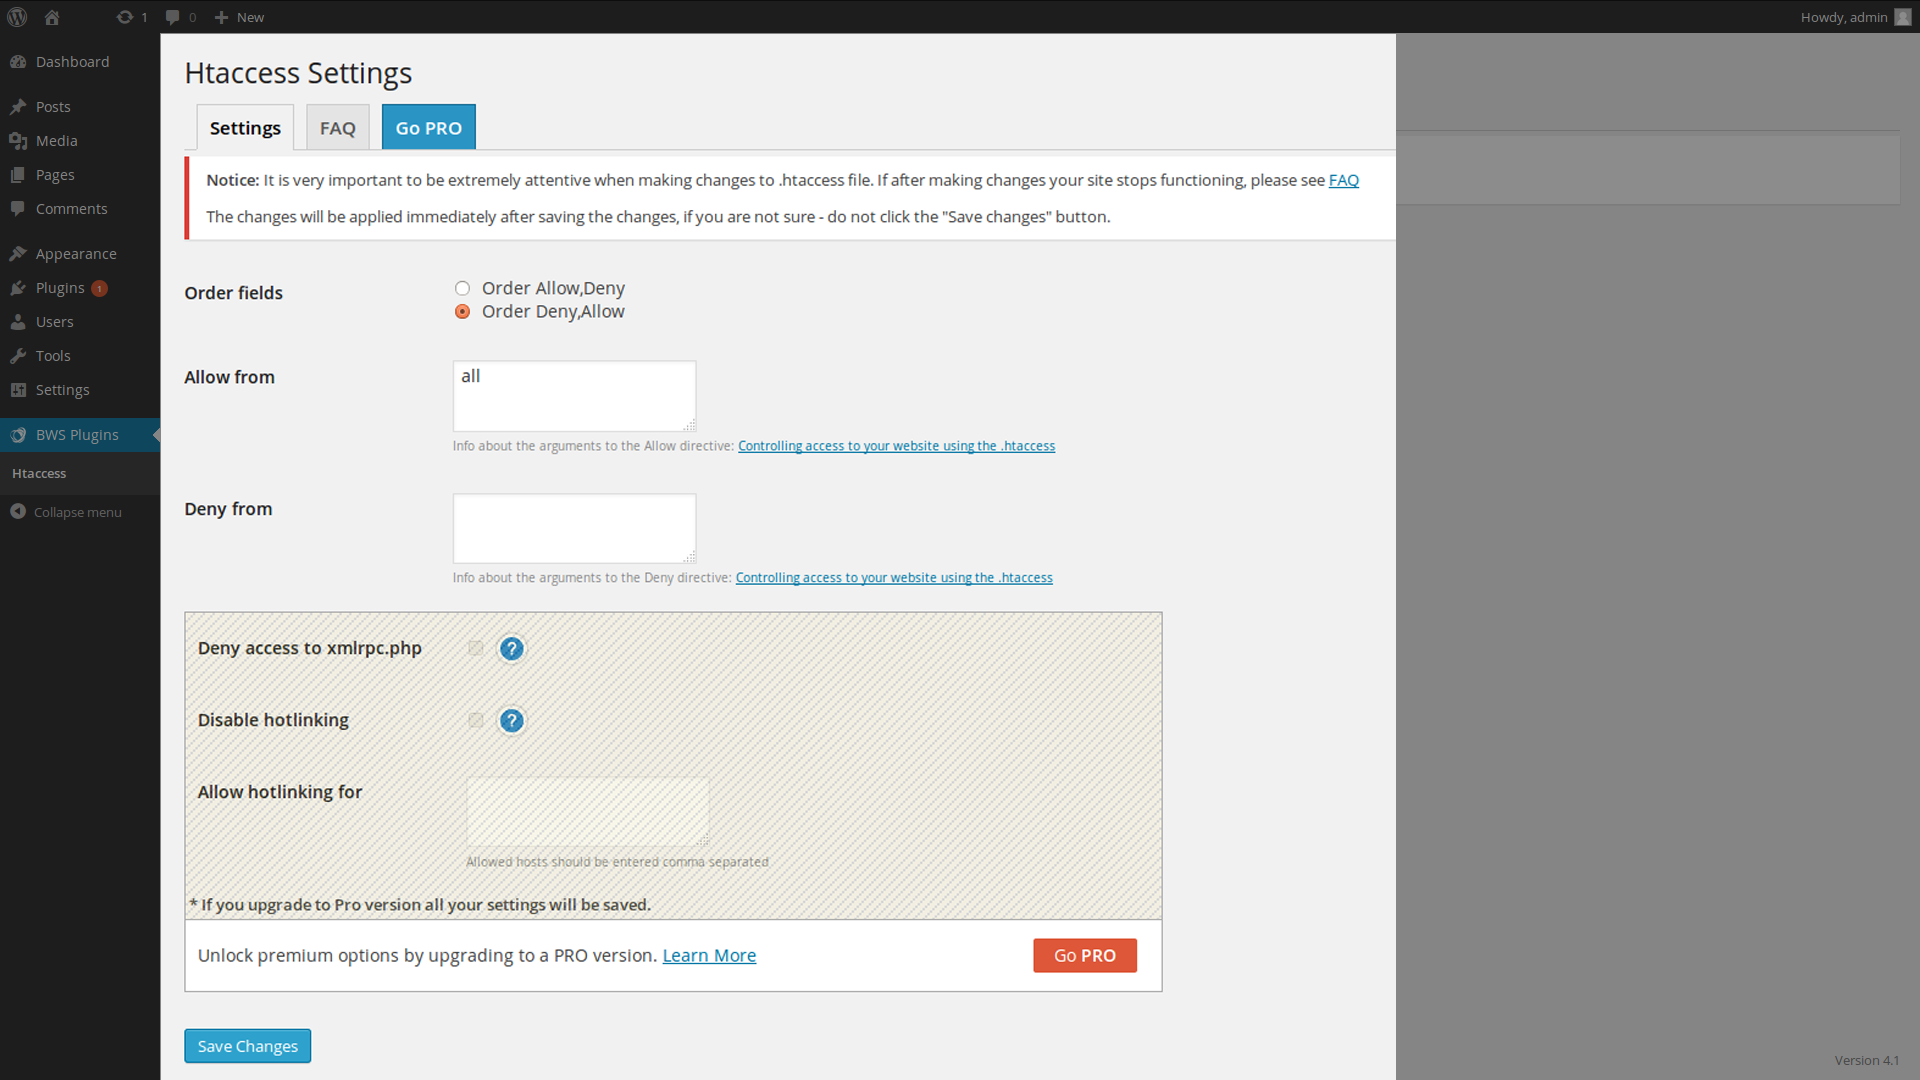 1 0 New Howdy, admin
Dashboard
Posts
Media
Pages
Comments
Appearance
Plugins 1
Users
Tools
Settings
BWS Plugins
Htaccess
Collapse menu
Htaccess Settings
Settings FAQ Go PRO
Notice: It is very important to be extremely attentive when making changes to .htaccess file. If after making changes your site stops functioning, please see FAQ
The changes will be applied immediately after saving the changes, if you are not sure - do not click the "Save changes" button.
Order fields
Order Allow,Deny
Order Deny,Allow
Allow from
all
Info about the arguments to the Allow directive: Controlling access to your website using the .htaccess
Deny from
Info about the arguments to the Deny directive: Controlling access to your website using the .htaccess
Deny access to xmlrpc.php ?
Disable hotlinking ?
Allow hotlinking for
Allowed hosts should be entered comma separated
* If you upgrade to Pro version all your settings will be saved.
Unlock premium options by upgrading to a PRO version. Learn More Go PRO
Save Changes
Version 4.1